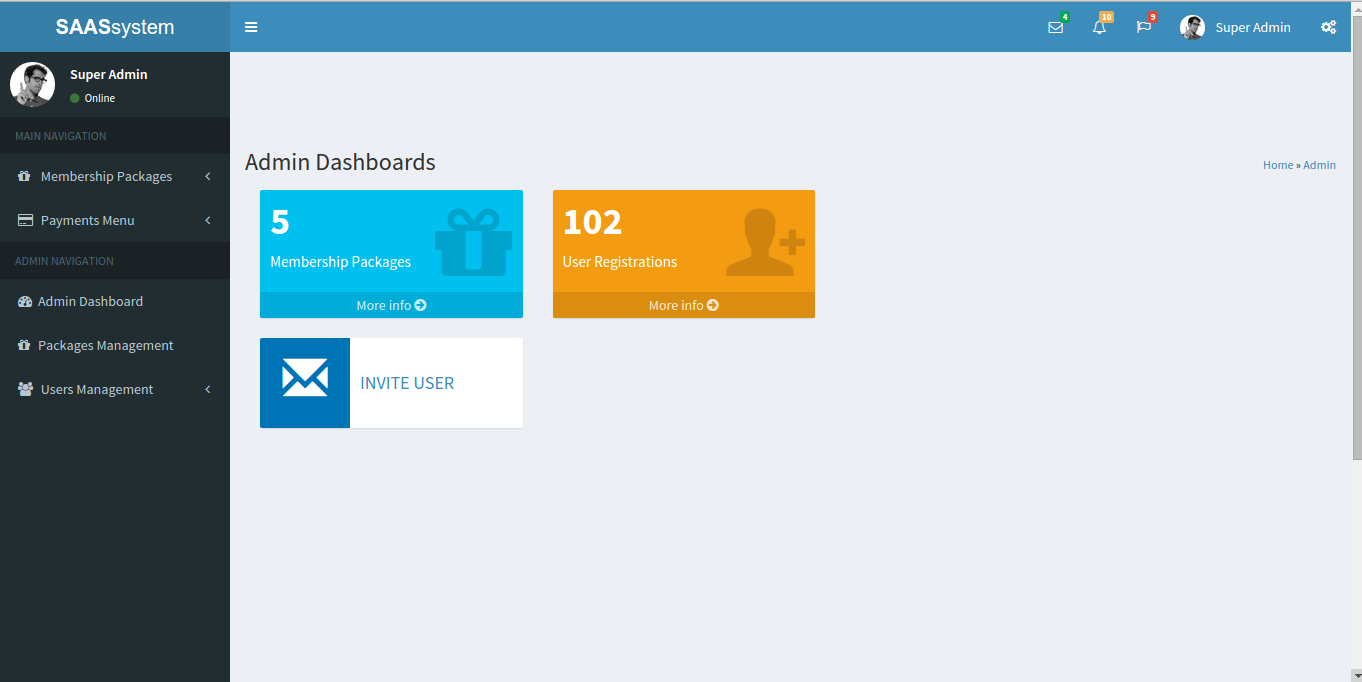 SAASsystem
4
10
9
Super Admin
Super Admin
Online
MAIN NAVIGATION
Membership Packages
Payments Menu
ADMIN NAVIGATION
Admin Dashboard
Packages Management
Users Management
Admin Dashboards
Home » Admin
5
Membership Packages
More info
102
User Registrations
More info
INVITE USER